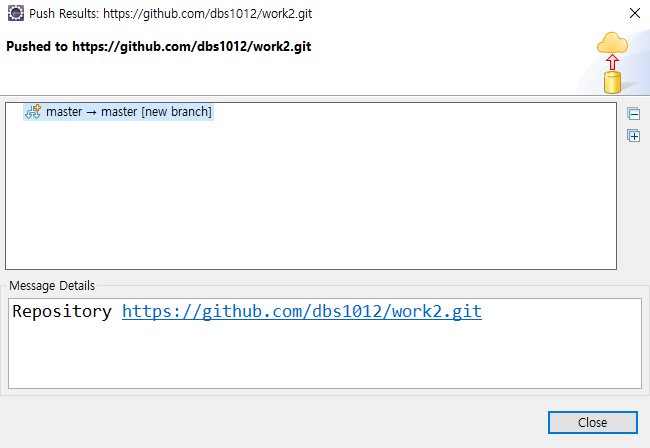 Push Results: https://github.com/dbs1012/work2.git
Pushed to https://github.com/dbs1012/work2.git
master → master [new branch]
Message Details
Repository https://github.com/dbs1012/work2.git
Close